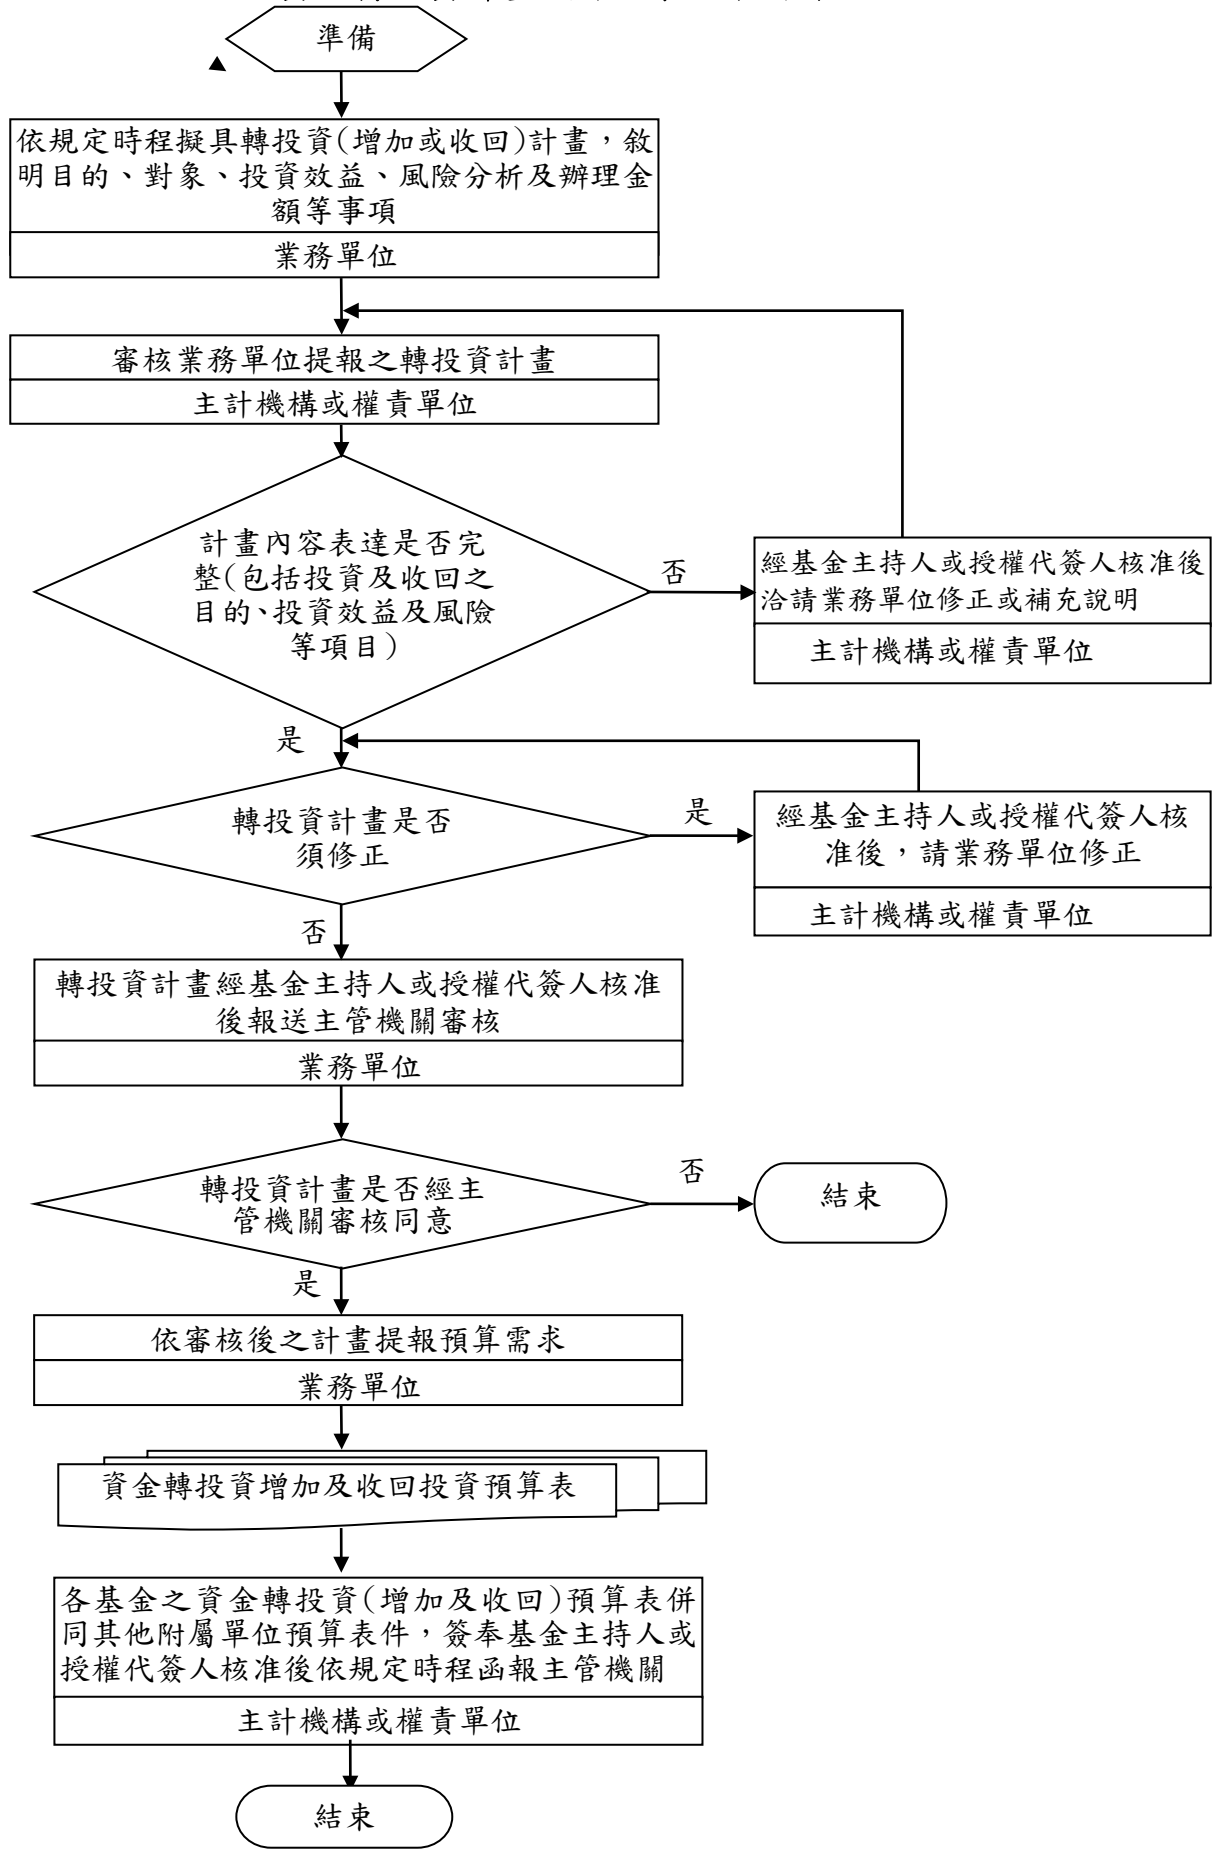 準備
依規定時程擬具轉投資(增加或收回)計畫，敘
明目的、對象、投資效益、風險分析及辦理金
額等事項
業務單位
審核業務單位提報之轉投資計畫
主計機構或權責單位
計畫內容表達是否完
整(包括投資及收回之
目的、投資效益及風險
等項目)
否
經基金主持人或授權代簽人核准後
洽請業務單位修正或補充說明
主計機構或權責單位
是
轉投資計畫是否
須修正
是
經基金主持人或授權代簽人核
准後，請業務單位修正
主計機構或權責單位
否
轉投資計畫經基金主持人或授權代簽人核准
後報送主管機關審核
業務單位
轉投資計畫是否經主
管機關審核同意
否
結束
是
依審核後之計畫提報預算需求
業務單位
資金轉投資增加及收回投資預算表
各基金之資金轉投資(增加及收回)預算表併
同其他附屬單位預算表件，簽奉基金主持人或
授權代簽人核准後依規定時程函報主管機關
主計機構或權責單位
結束